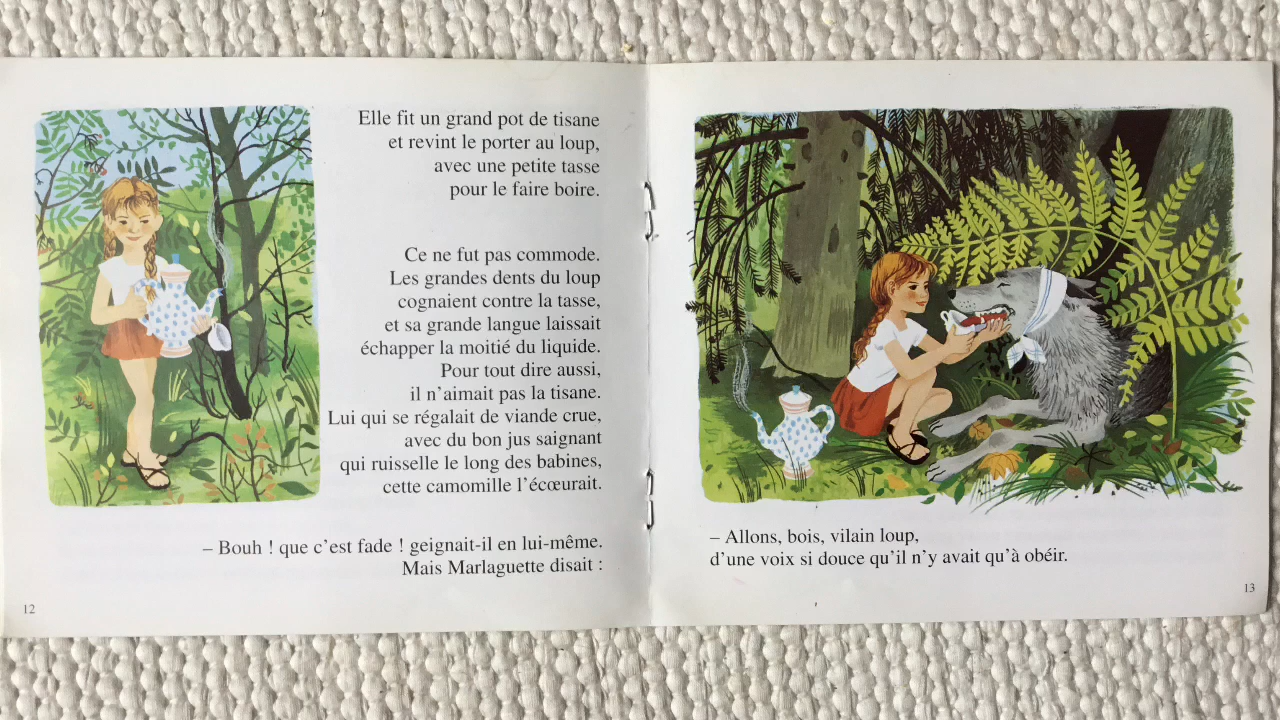 Elle fit un grand pot de tisane
et revint le porter au loup,
avec une petite tasse
pour le faire boire.
Ce ne fut pas commode.
Les grandes dents du loup
cognaient contre la tasse,
et sa grande langue laissait
échapper la moitié du liquide.
Pour tout dire aussi,
il n'aimait pas la tisane.
Lui qui se régalait de viande crue,
avec du bon jus saignant
qui ruisselle le long des babines,
cette camomille l'écœurait.
– Bouh ! que c'est fade ! geignait-il en lui-même.
Mais Marlaguette disait :
12
– Allons, bois, vilain loup,
d'une voix si douce qu'il n'y avait qu'à obéir.
13